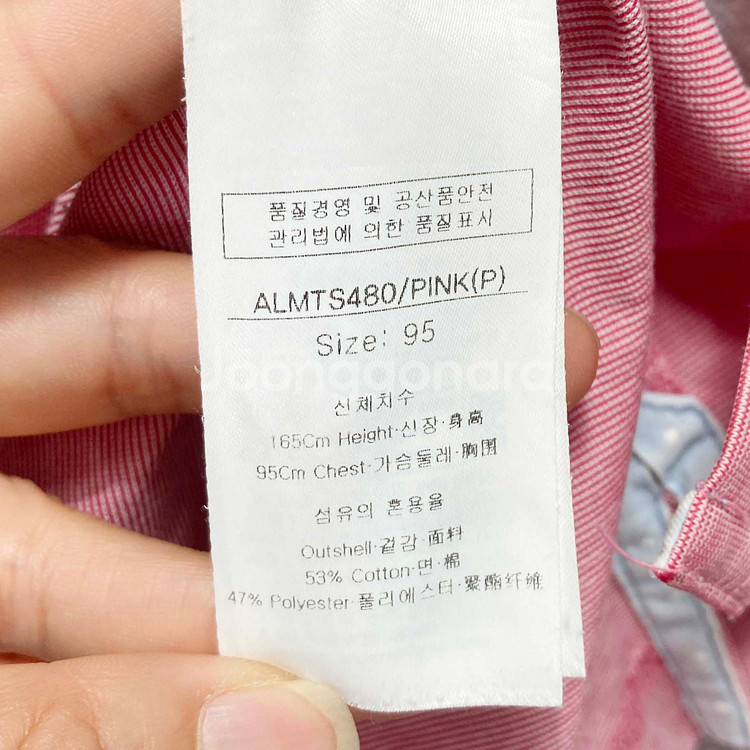 품질경영 및 공산품안전
관리법에 의한 품질표시
ALMTS480/PINK(P)
Size: 95
Joonggonara
신체치수
165Cm Height·신장·身高
95Cm Chest·가슴둘레·胸围
섬유의 혼용율
Outshell·겉감·面料
53% Cotton·면·棉
47% Polyester·폴리에스터·聚酯纤维